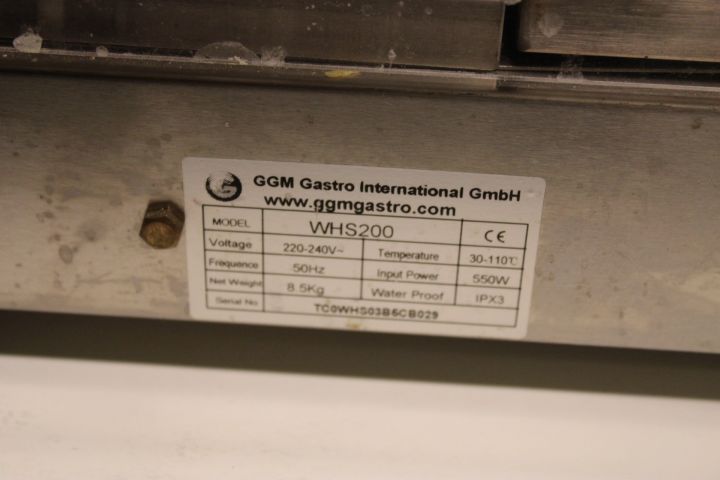 G GGM Gastro International GmbH
www.ggmgastro.com
MODEL WHS200 CE
Voltage 220-240V~ Temperature 30-110℃
Frequence 50Hz Input Power 550W
Net Weight 8.5Kg Water Proof IPX3
Serial No TC0WHS03B5CB029